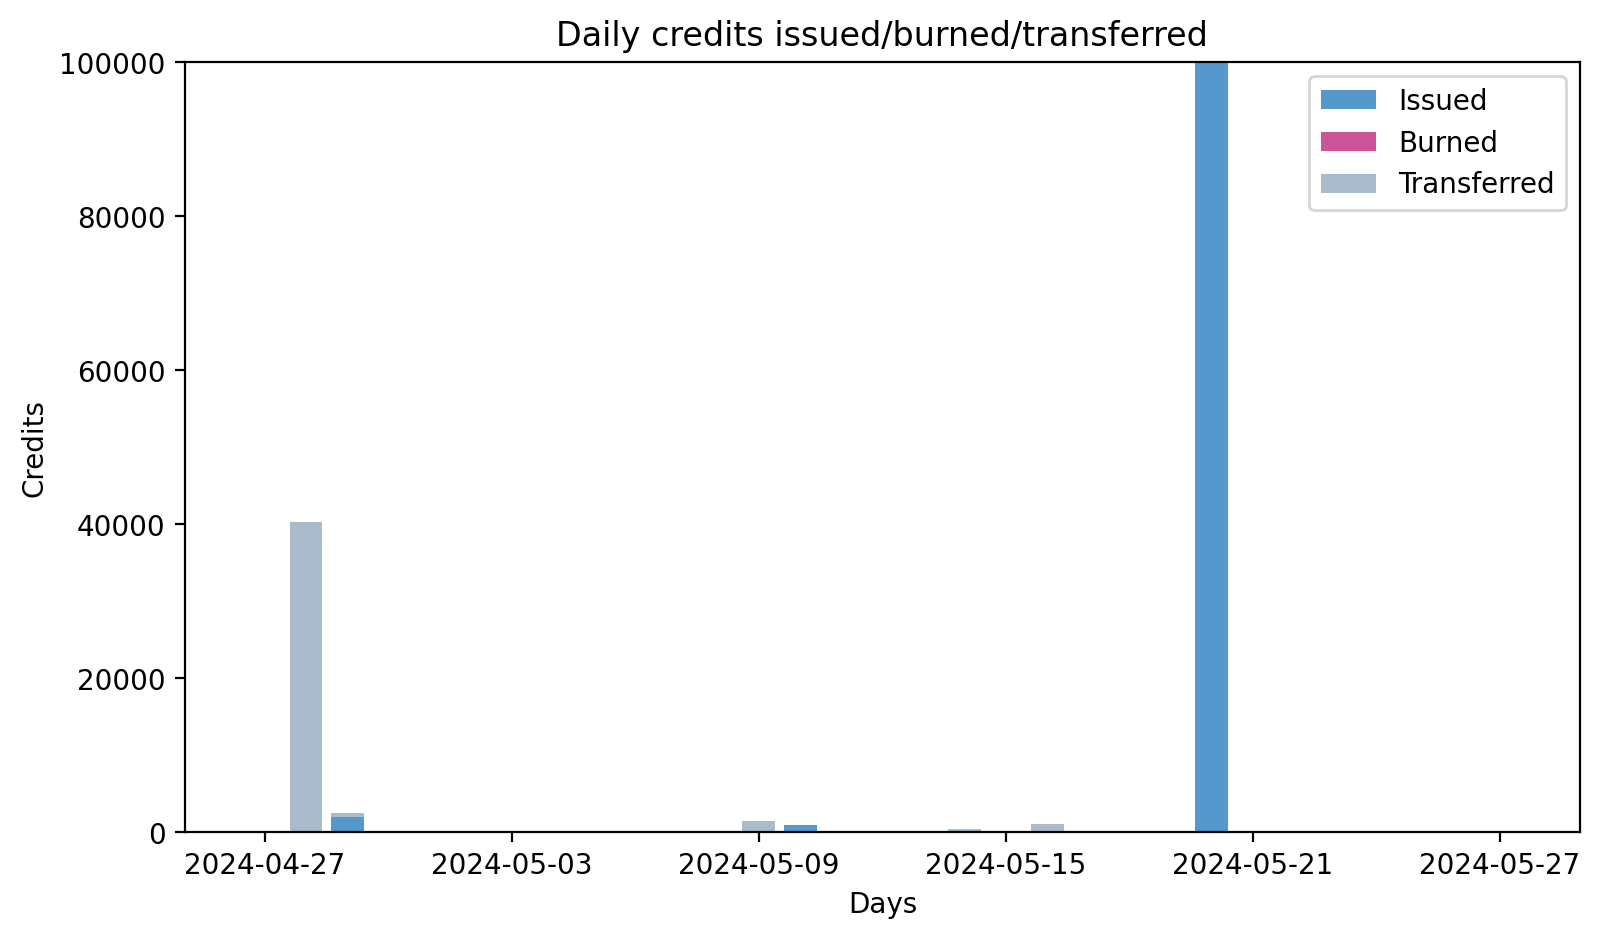 Daily credits issued/burned/transferred
100000
80000
60000
40000
20000
0
Credits
Issued
Burned
Transferred
2024-04-27 2024-05-03 2024-05-09 2024-05-15 2024-05-21 2024-05-27
Days